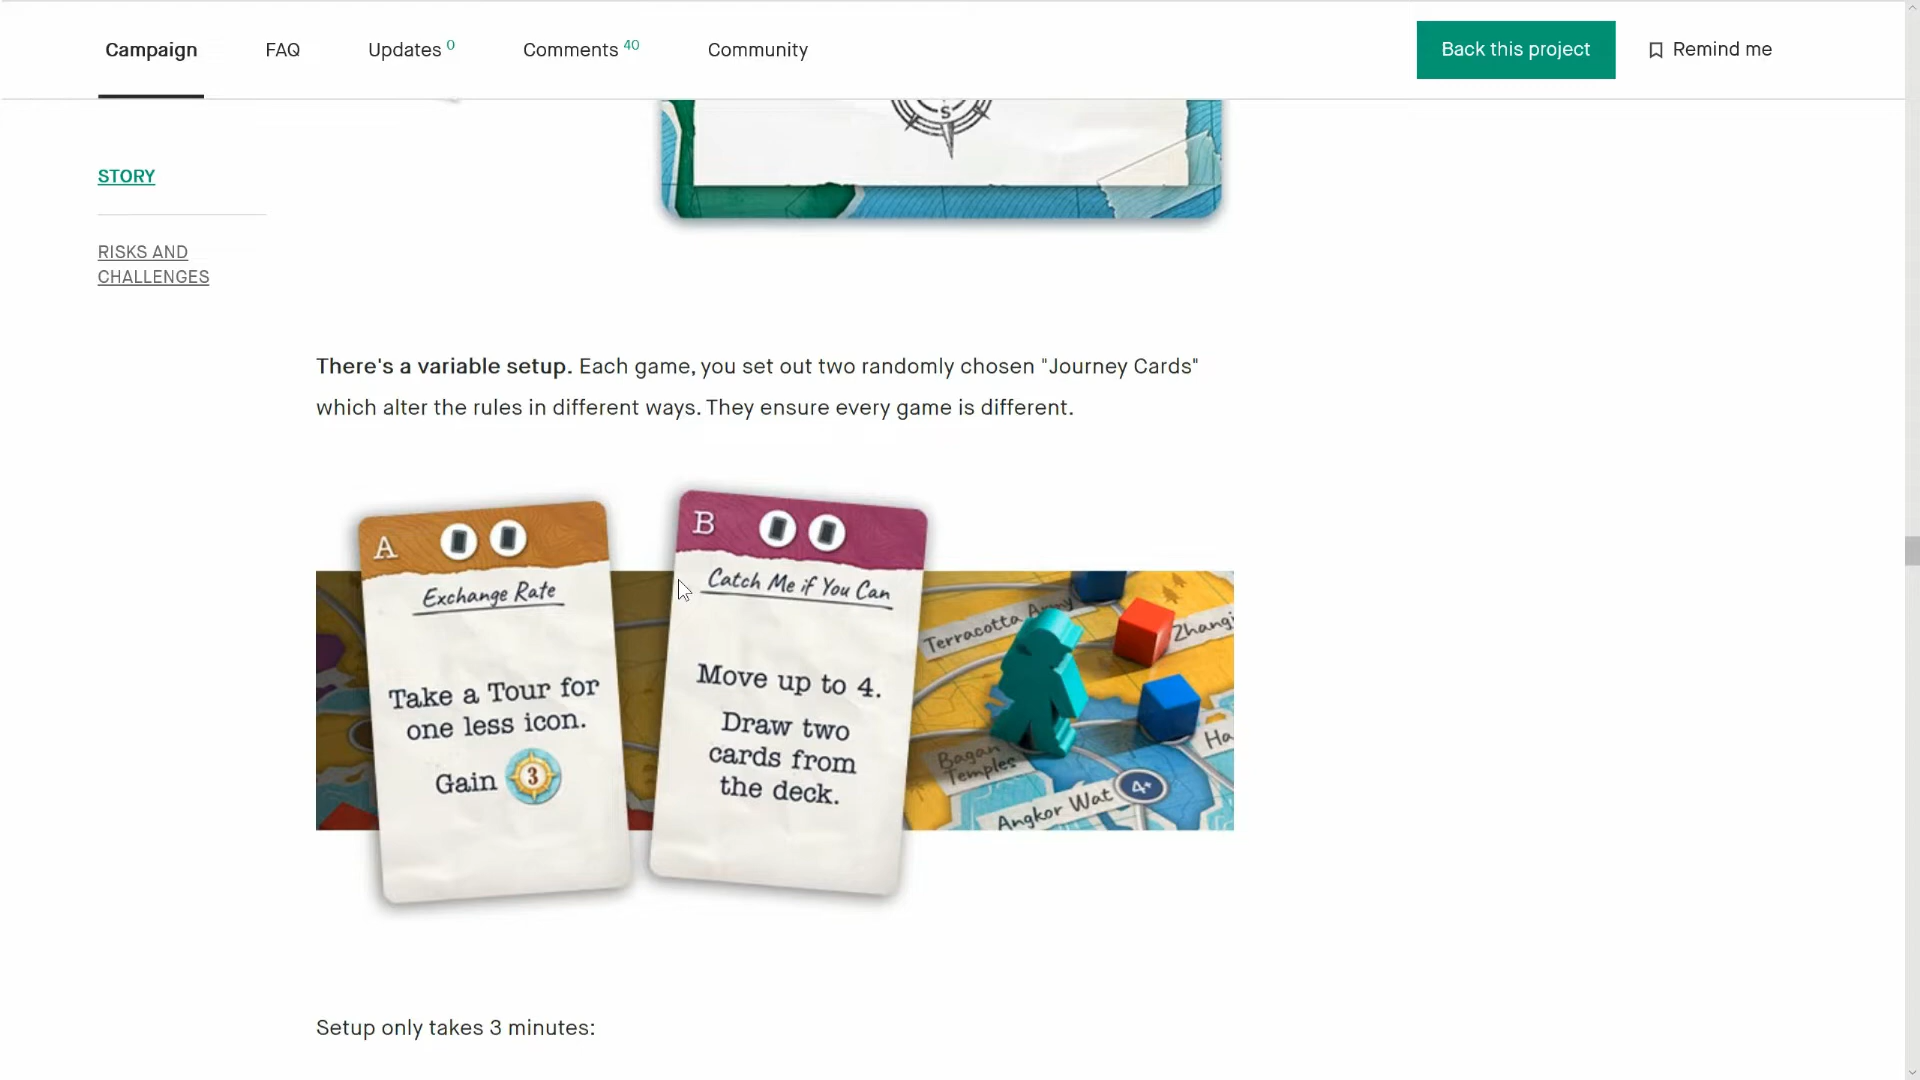 Campaign
FAQ
Updates 0
Comments 40
Community
Back this project
Remind me
STORY
RISKS AND
CHALLENGES
S
There's a variable setup. Each game, you set out two randomly chosen "Journey Cards"
which alter the rules in different ways. They ensure every game is different.
A
Exchange Rate
Take a Tour for
one less icon.
Gain 3
B
Catch Me if You Can
Move up to 4.
Draw two
cards from
the deck.
Terracotta Army
Zhangj
Bagan
Temples
Ha
Angkor Wat 4+
Setup only takes 3 minutes: